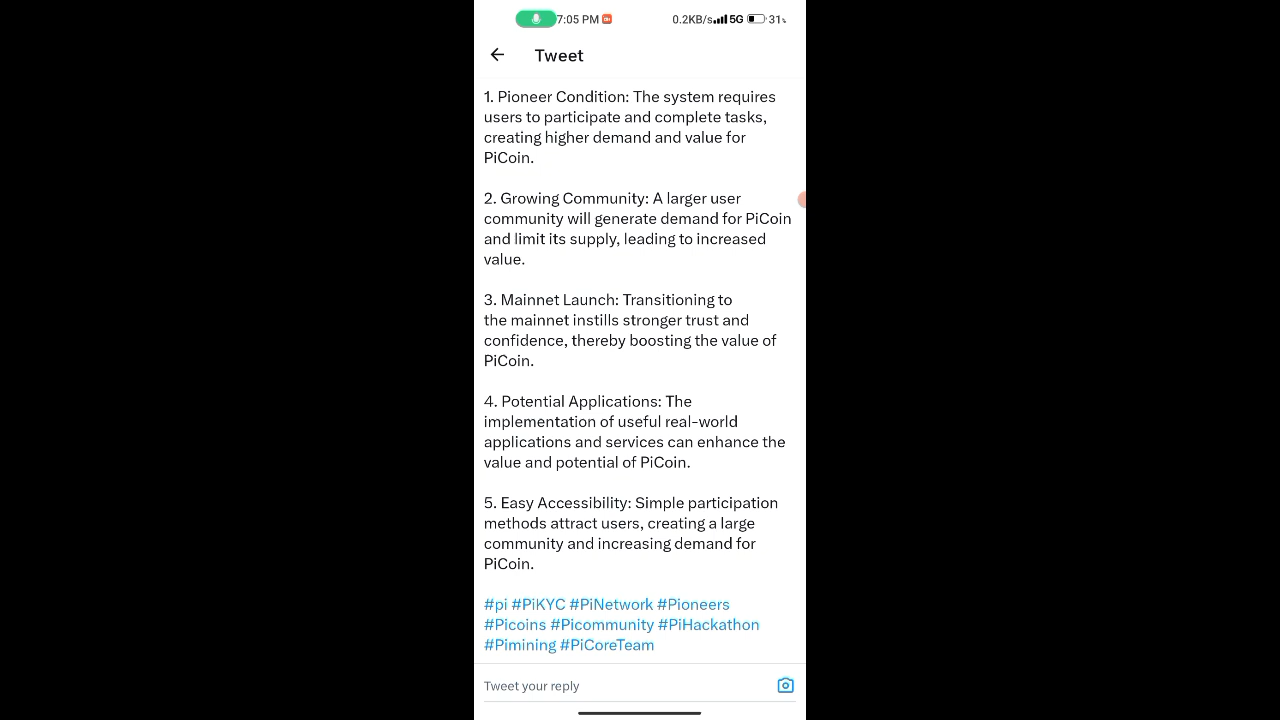 7:05 PM 0.2KB/s 5G 31%
Tweet
1. Pioneer Condition: The system requires
users to participate and complete tasks,
creating higher demand and value for
PiCoin.
2. Growing Community: A larger user
community will generate demand for PiCoin
and limit its supply, leading to increased
value.
3. Mainnet Launch: Transitioning to
the mainnet instills stronger trust and
confidence, thereby boosting the value of
PiCoin.
4. Potential Applications: The
implementation of useful real-world
applications and services can enhance the
value and potential of PiCoin.
5. Easy Accessibility: Simple participation
methods attract users, creating a large
community and increasing demand for
PiCoin.
#pi #PiKYC #PiNetwork #Pioneers
#Picoins #Picommunity #PiHackathon
#Pimining #PiCoreTeam
Tweet your reply